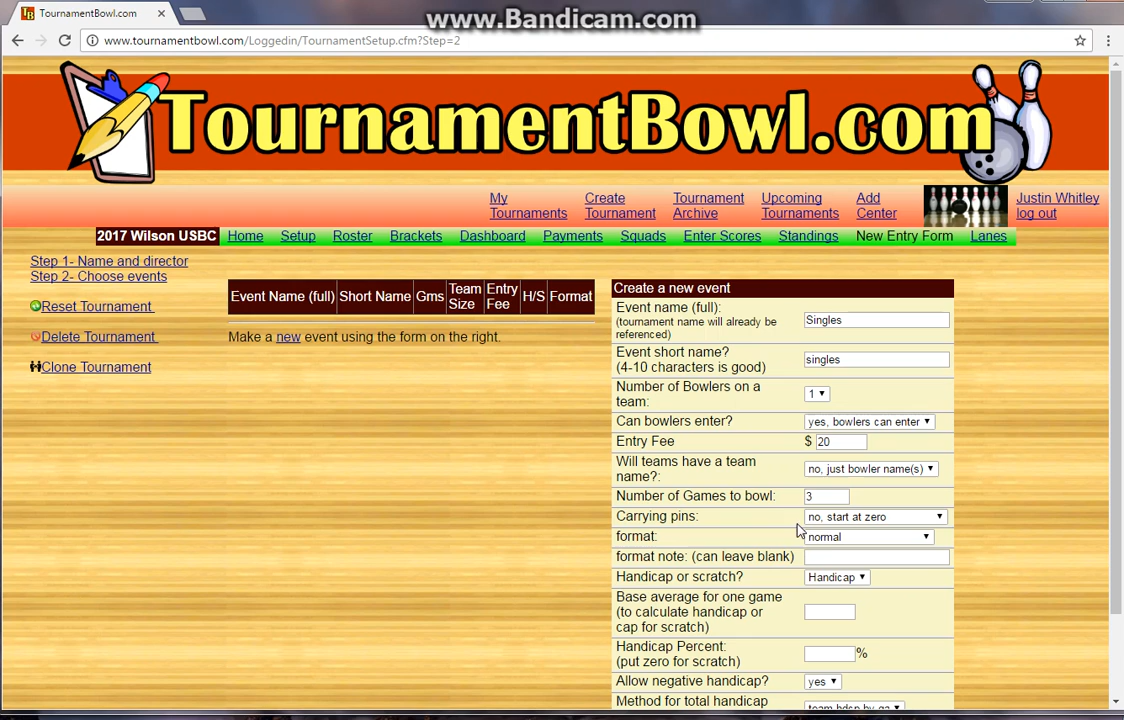 www.Bandicam.com
TournamentBowl.com
www.tournamentbowl.com/Loggedin/TournamentSetup.cfm?Step=2
TournamentBowl.com
My Tournaments
Create Tournament
Tournament Archive
Upcoming Tournaments
Add Center
Justin Whitley
log out
2017 Wilson USBC Home Setup Roster Brackets Dashboard Payments Squads Enter Scores Standings New Entry Form Lanes
Step 1- Name and director
Step 2- Choose events
Reset Tournament
Delete Tournament
Clone Tournament
Event Name (full) Short Name Gms Team Size Entry Fee H/S Format
Make a new event using the form on the right.
Create a new event
Event name (full):
(tournament name will already be
referenced)
Singles
Event short name?
(4-10 characters is good)
singles
Number of Bowlers on a
team:
1
Can bowlers enter? yes, bowlers can enter
Entry Fee $ 20
Will teams have a team
name?:
no, just bowler name(s)
Number of Games to bowl: 3
Carrying pins: no, start at zero
format: normal
format note: (can leave blank)
Handicap or scratch? Handicap
Base average for one game
(to calculate handicap or
cap for scratch)
Handicap Percent:
(put zero for scratch)
%
Allow negative handicap? yes
Method for total handicap